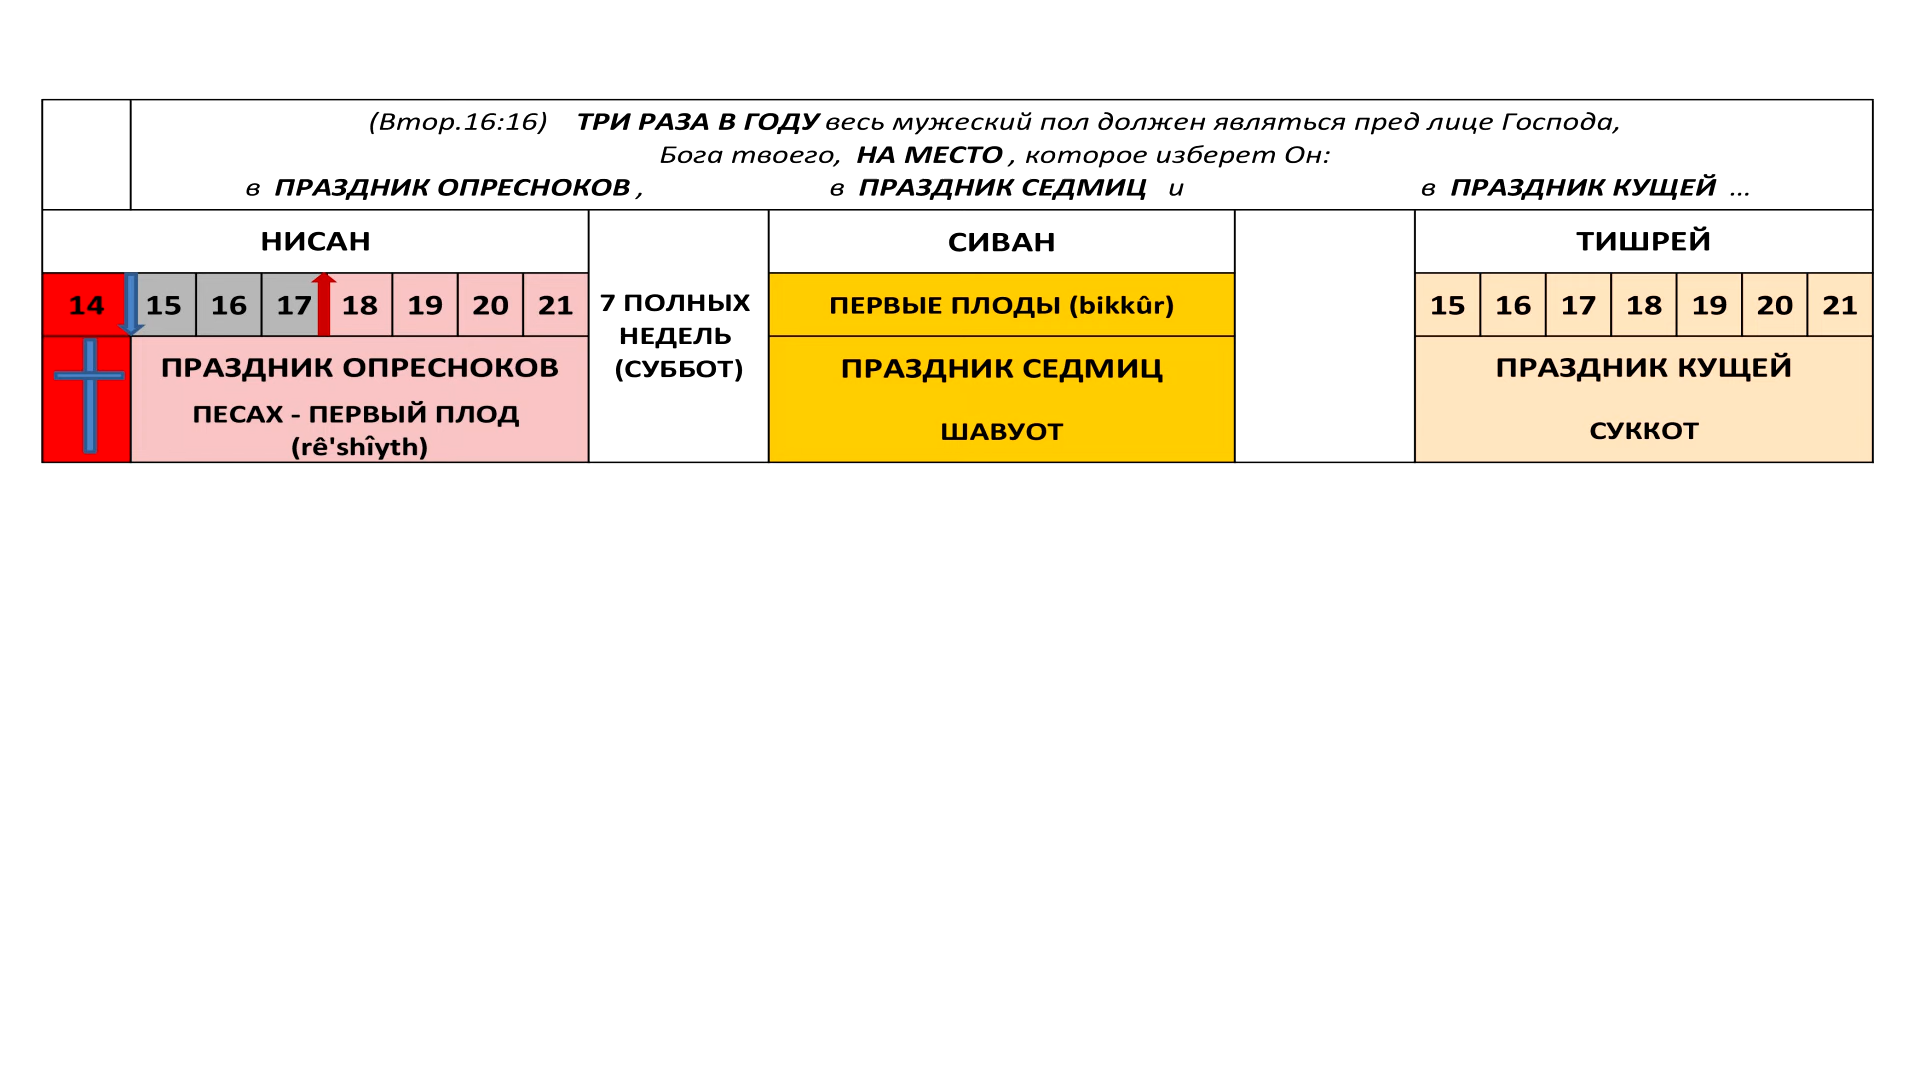 (Втор.16:16) ТРИ РАЗА В ГОДУ весь мужеский пол должен являться пред лице Господа,
Бога твоего, НА МЕСТО , которое изберет Он:
в ПРАЗДНИК ОПРЕСНОКОВ , в ПРАЗДНИК СЕДМИЦ и в ПРАЗДНИК КУЩЕЙ ...
НИСАН
14 15 16 17 18 19 20 21
ПРАЗДНИК ОПРЕСНОКОВ
ПЕСАХ - ПЕРВЫЙ ПЛОД
(rê'shîyth)
7 ПОЛНЫХ
НЕДЕЛЬ
(СУББОТ)
СИВАН
ПЕРВЫЕ ПЛОДЫ (bikkûr)
ПРАЗДНИК СЕДМИЦ
ШАВУОТ
ТИШРЕЙ
15 16 17 18 19 20 21
ПРАЗДНИК КУЩЕЙ
СУККОТ